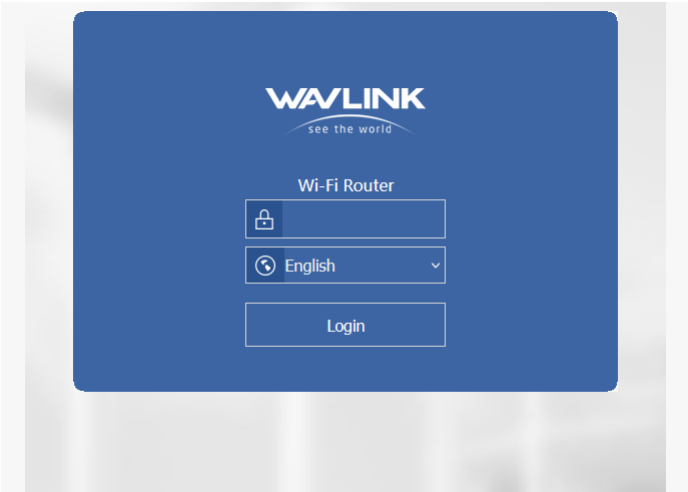 WAVLINK
see the world
Wi-Fi Router
English
Login